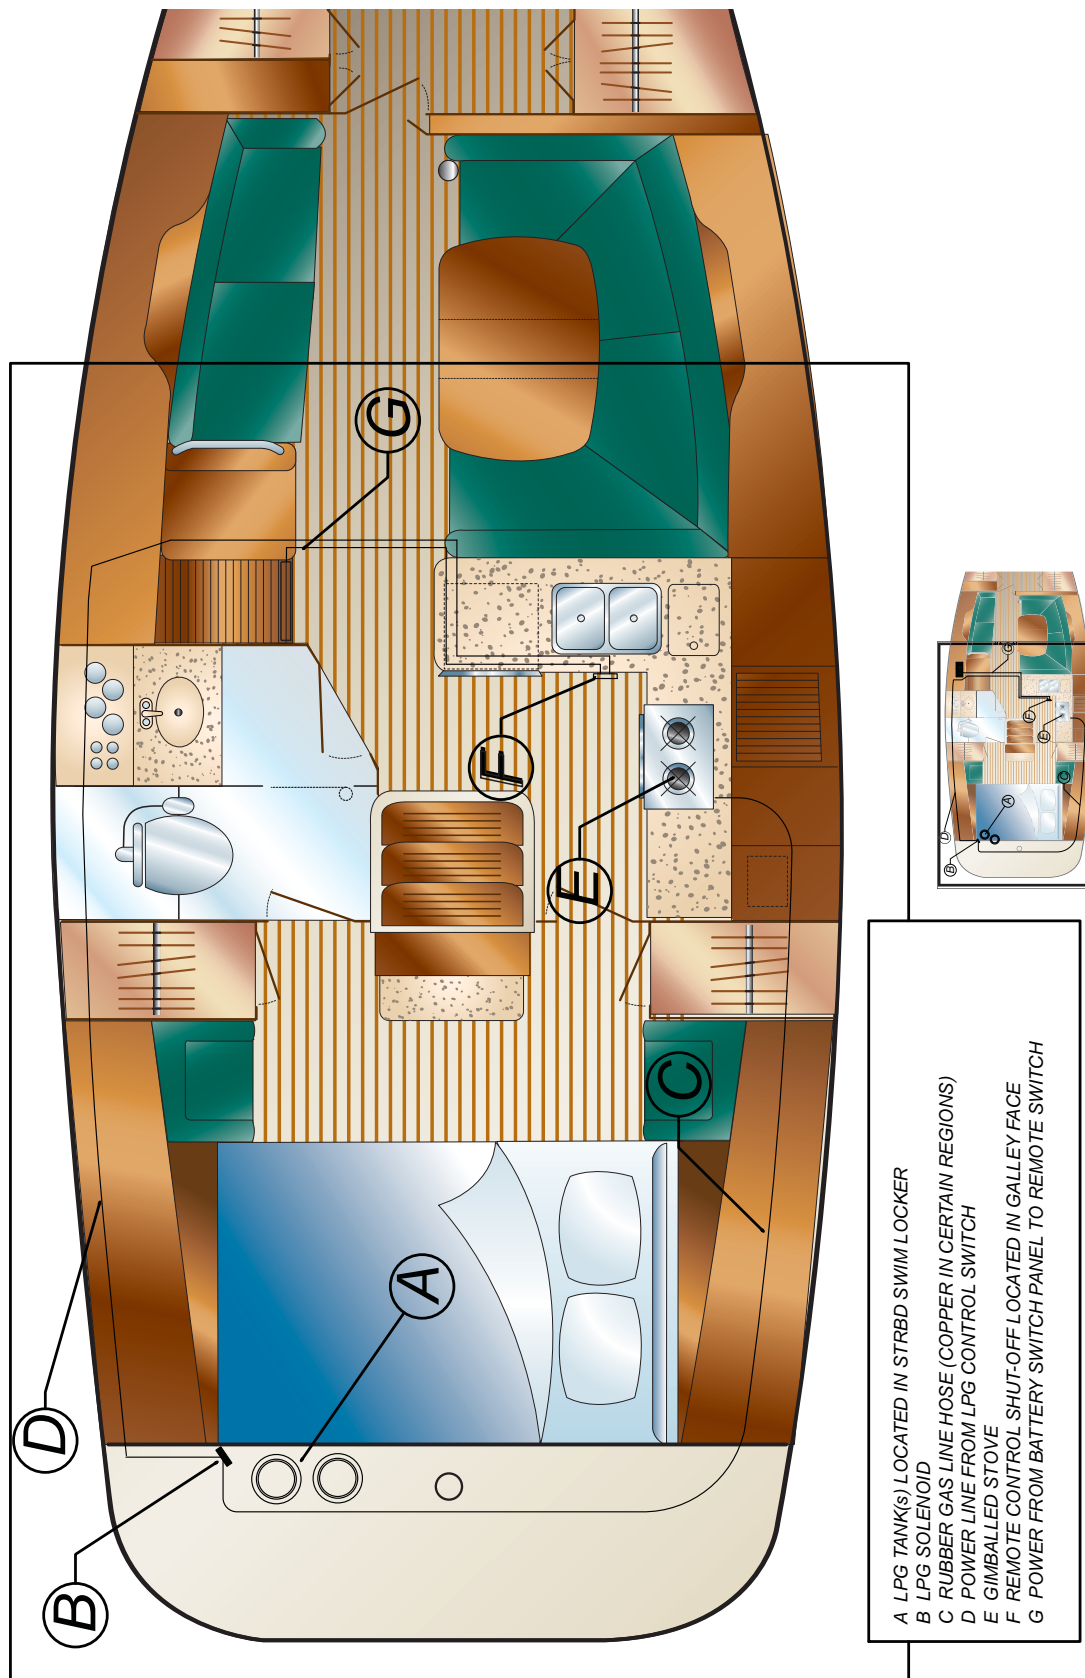 G
F
E
C
A
D
B
G
F
E
C
A
D
B
A LPG TANK(s) LOCATED IN STRBD SWIM LOCKER
B LPG SOLENOID
C RUBBER GAS LINE HOSE (COPPER IN CERTAIN REGIONS)
D POWER LINE FROM LPG CONTROL SWITCH
E GIMBALLED STOVE
F REMOTE CONTROL SHUT-OFF LOCATED IN GALLEY FACE
G POWER FROM BATTERY SWITCH PANEL TO REMOTE SWITCH